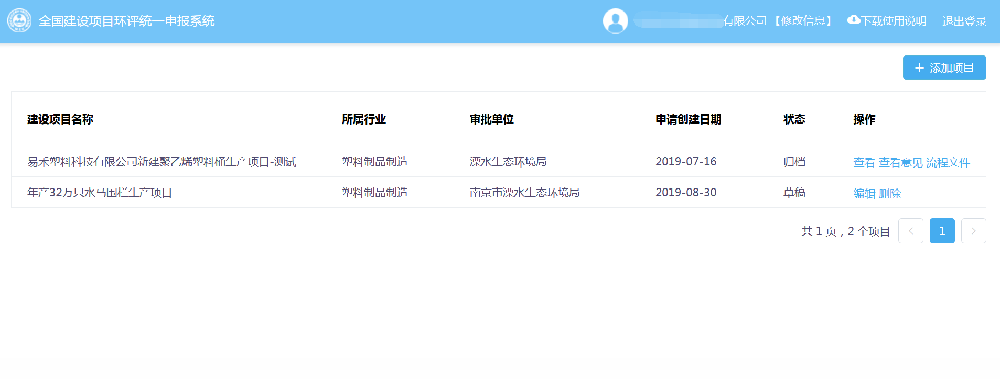 全国建设项目环评统一申报系统
有限公司【修改信息】 下载使用说明 退出登录
+ 添加项目
建设项目名称 所属行业 审批单位 申请创建日期 状态 操作
易禾塑料科技有限公司新建聚乙烯塑料桶生产项目-测试 塑料制品制造 溧水生态环境局 2019-07-16 归档 查看 查看意见 流程文件
年产32万只水马围栏生产项目 塑料制品制造 南京市溧水生态环境局 2019-08-30 草稿 编辑 删除
共 1 页，2 个项目 < 1 >